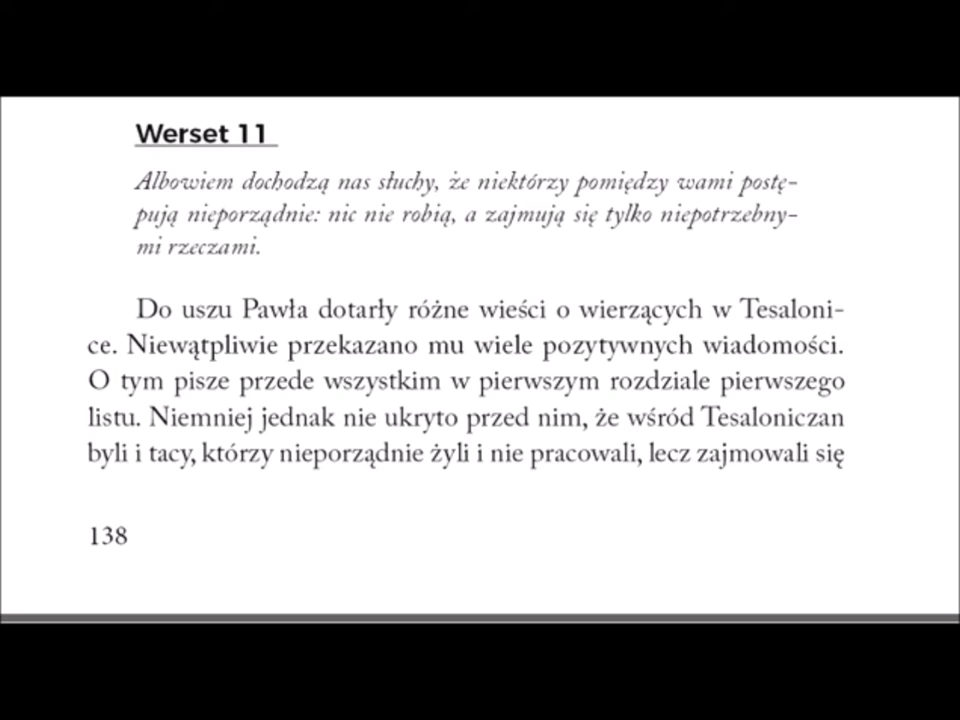 Werset 11
Albowiem dochodzą nas słuchy, że niektórzy pomiędzy wami postę-
pują nieporządnie: nic nie robią, a zajmują się tylko niepotrzebny-
mi rzeczami.
Do uszu Pawła dotarły różne wieści o wierzących w Tesaloni-
ce. Niewątpliwie przekazano mu wiele pozytywnych wiadomości.
O tym pisze przede wszystkim w pierwszym rozdziale pierwszego
listu. Niemniej jednak nie ukryto przed nim, że wśród Tesaloniczan
byli i tacy, którzy nieporządnie żyli i nie pracowali, lecz zajmowali się
138